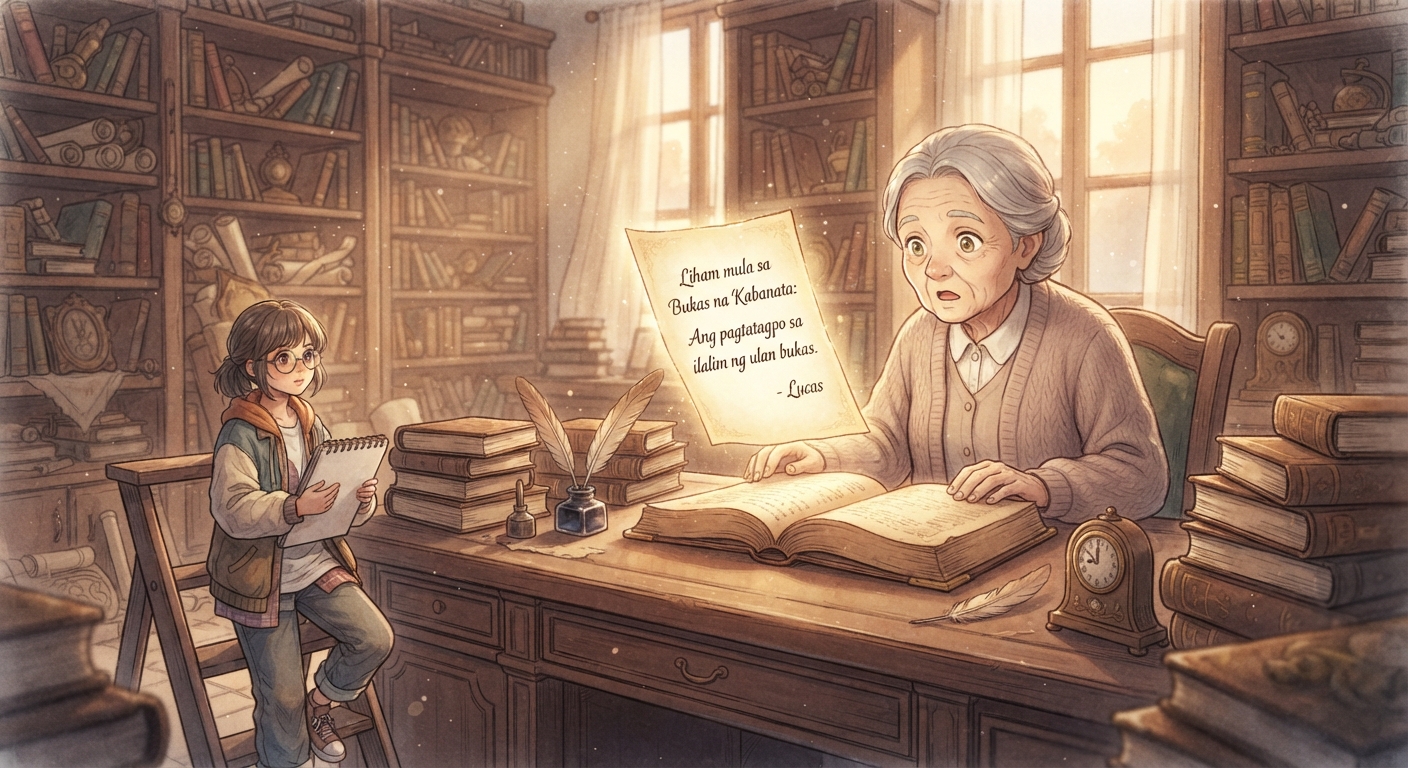 Liham mula sa
Bukas na Kabanata:
Ang pagtatagpo sa
ilalim ng ulan bukas.
- Lucas